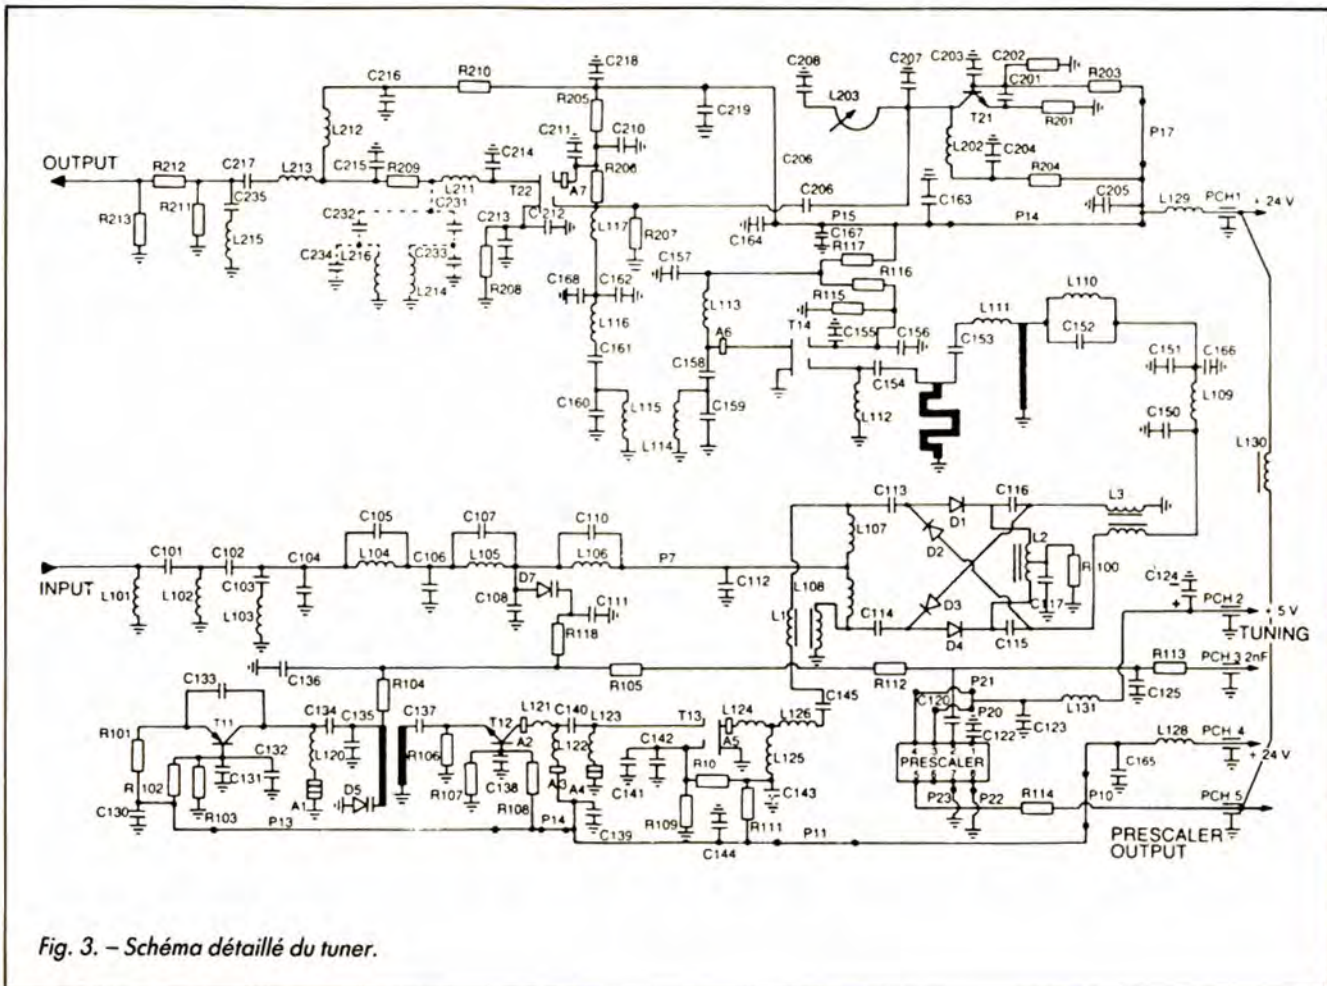 C218
C208
C207
C203
C202
C216
R210
R205
C201
R203
L203
T21
R201
C219
C211
C210
P17
L212
L202
C204
R204
OUTPUT
R212
C217
L213
C215
R209
C214
L211
T22
A7
R206
C206
C206
C163
C205
L129
PCH1
+ 24 V
C235
R213
R211
C232
C231
C213
C212
L117
R207
C164
P15
C167
P14
L215
C234
L216
L214
C233
R208
R117
C157
R116
C168
C162
L113
R115
L110
L111
L116
A6
T14
C155
C156
C153
C152
C161
C158
C151
C166
C154
L109
C160
L115
C159
L114
L112
C150
L130
C105
C107
C110
C113
C116
L3
D1
L107
D2
L2
C101
C102
C104
L104
C106
L105
L106
P7
INPUT
D7
L101
L102
C103
L103
C108
C111
C112
L108
L1
D3
R100
C124
+
C117
PCH 2
+ 5 V
C114
D4
C115
TUNING
R118
C133
C136
R104
R105
R112
R113
PCH 3
2nF
P21
C125
C145
C120
P20
L131
C134
C135
C137
T12
L121
C140
L123
T13
L124
L126
R101
T11
C123
C122
L128
PCH 4
+ 24 V
L120
R106
A2
L122
C142
A5
4
3
2
1
PRESCALER
5
6
7
8
C132
C131
R102
L125
R10
C165
A1
D5
R107
C138
R108
A3
A4
C141
C143
C130
R103
P23
P22
R114
P10
PCH 5
P13
P14
C139
R109
R111
P11
C144
PRESCALER
OUTPUT
Fig. 3. – Schéma détaillé du tuner.